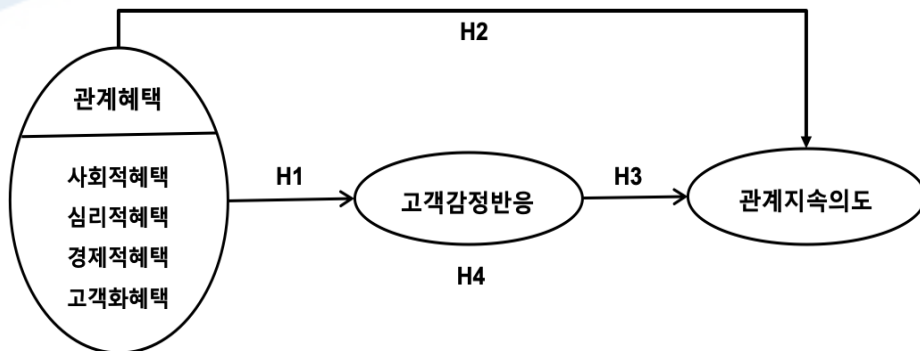 H2
관계혜택
사회적혜택
심리적혜택
경제적혜택
고객화혜택
H1
고객감정반응
H3
관계지속의도
H4